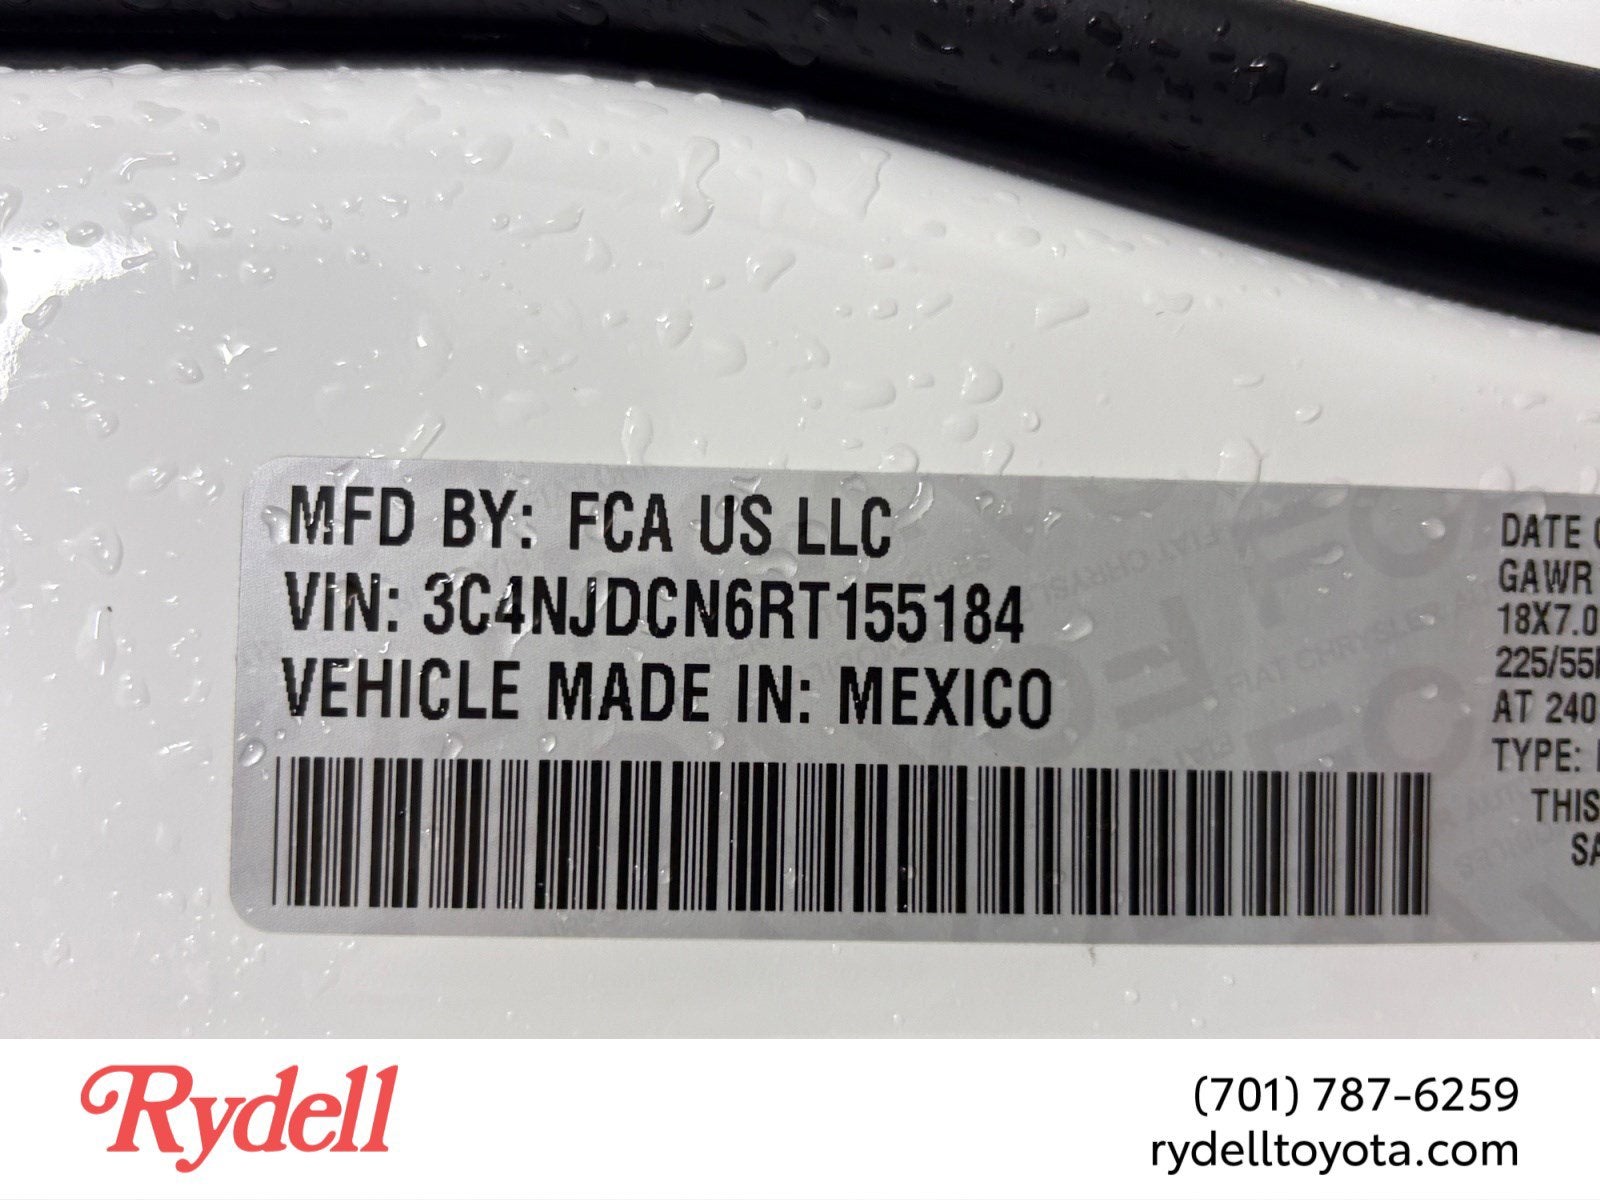 MFD BY: FCA US LLC
VIN: 3C4NJDCN6RT155184
VEHICLE MADE IN: MEXICO
DATE
GAWR
18X7.0
225/55
AT 240
TYPE:
THIS
Rydell
(701) 787-6259
rydelltoyota.com